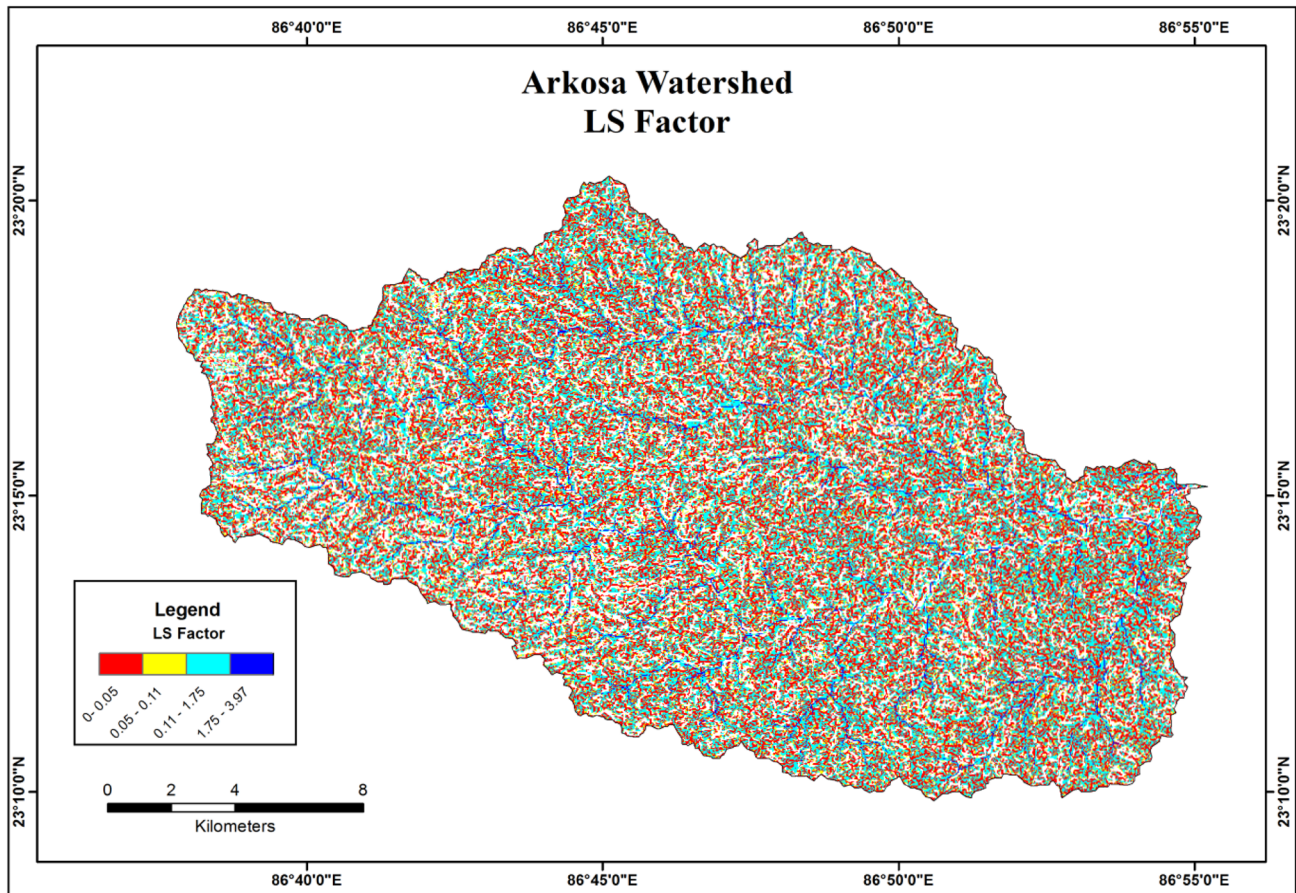 86°40'0"E 86°45'0"E 86°50'0"E 86°55'0"E
Arkosa Watershed
LS Factor
23°20'0"N 23°20'0"N
23°15'0"N 23°15'0"N
23°10'0"N 23°10'0"N
Legend
LS Factor
0- 0.05
0.05 - 0.11
0.11 - 1.75
1.75 - 3.97
0 2 4 8
Kilometers
86°40'0"E 86°45'0"E 86°50'0"E 86°55'0"E